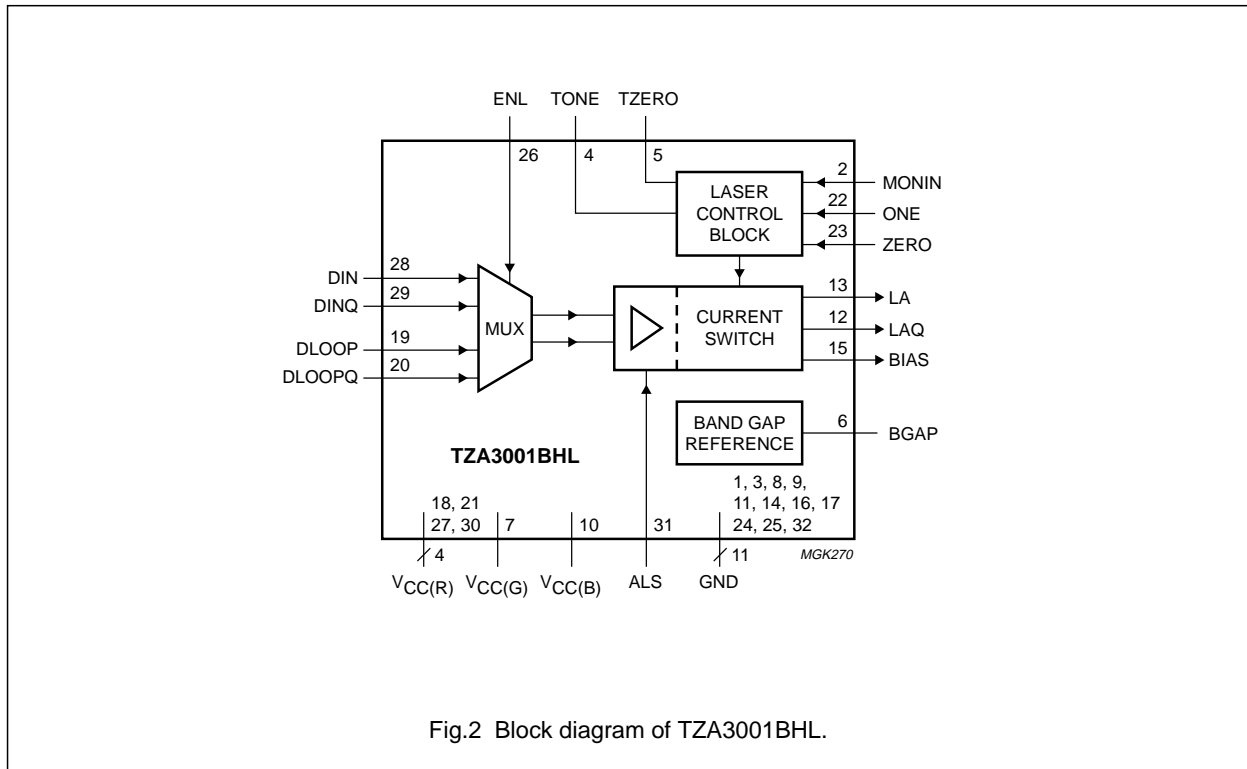 ENL TONE TZERO
26 4 5
2 MONIN
22 ONE
23 ZERO
LASER
CONTROL
BLOCK
DIN 28
DINQ 29
DLOOP 19
DLOOPQ 20
MUX
CURRENT
SWITCH
13 LA
12 LAQ
15 BIAS
BAND GAP
REFERENCE
6 BGAP
TZA3001BHL
18, 21
27, 30 7 10 31
1, 3, 8, 9,
11, 14, 16, 17
24, 25, 32
4 11
MGK270
VCC(R) VCC(G) VCC(B) ALS GND
Fig.2 Block diagram of TZA3001BHL.